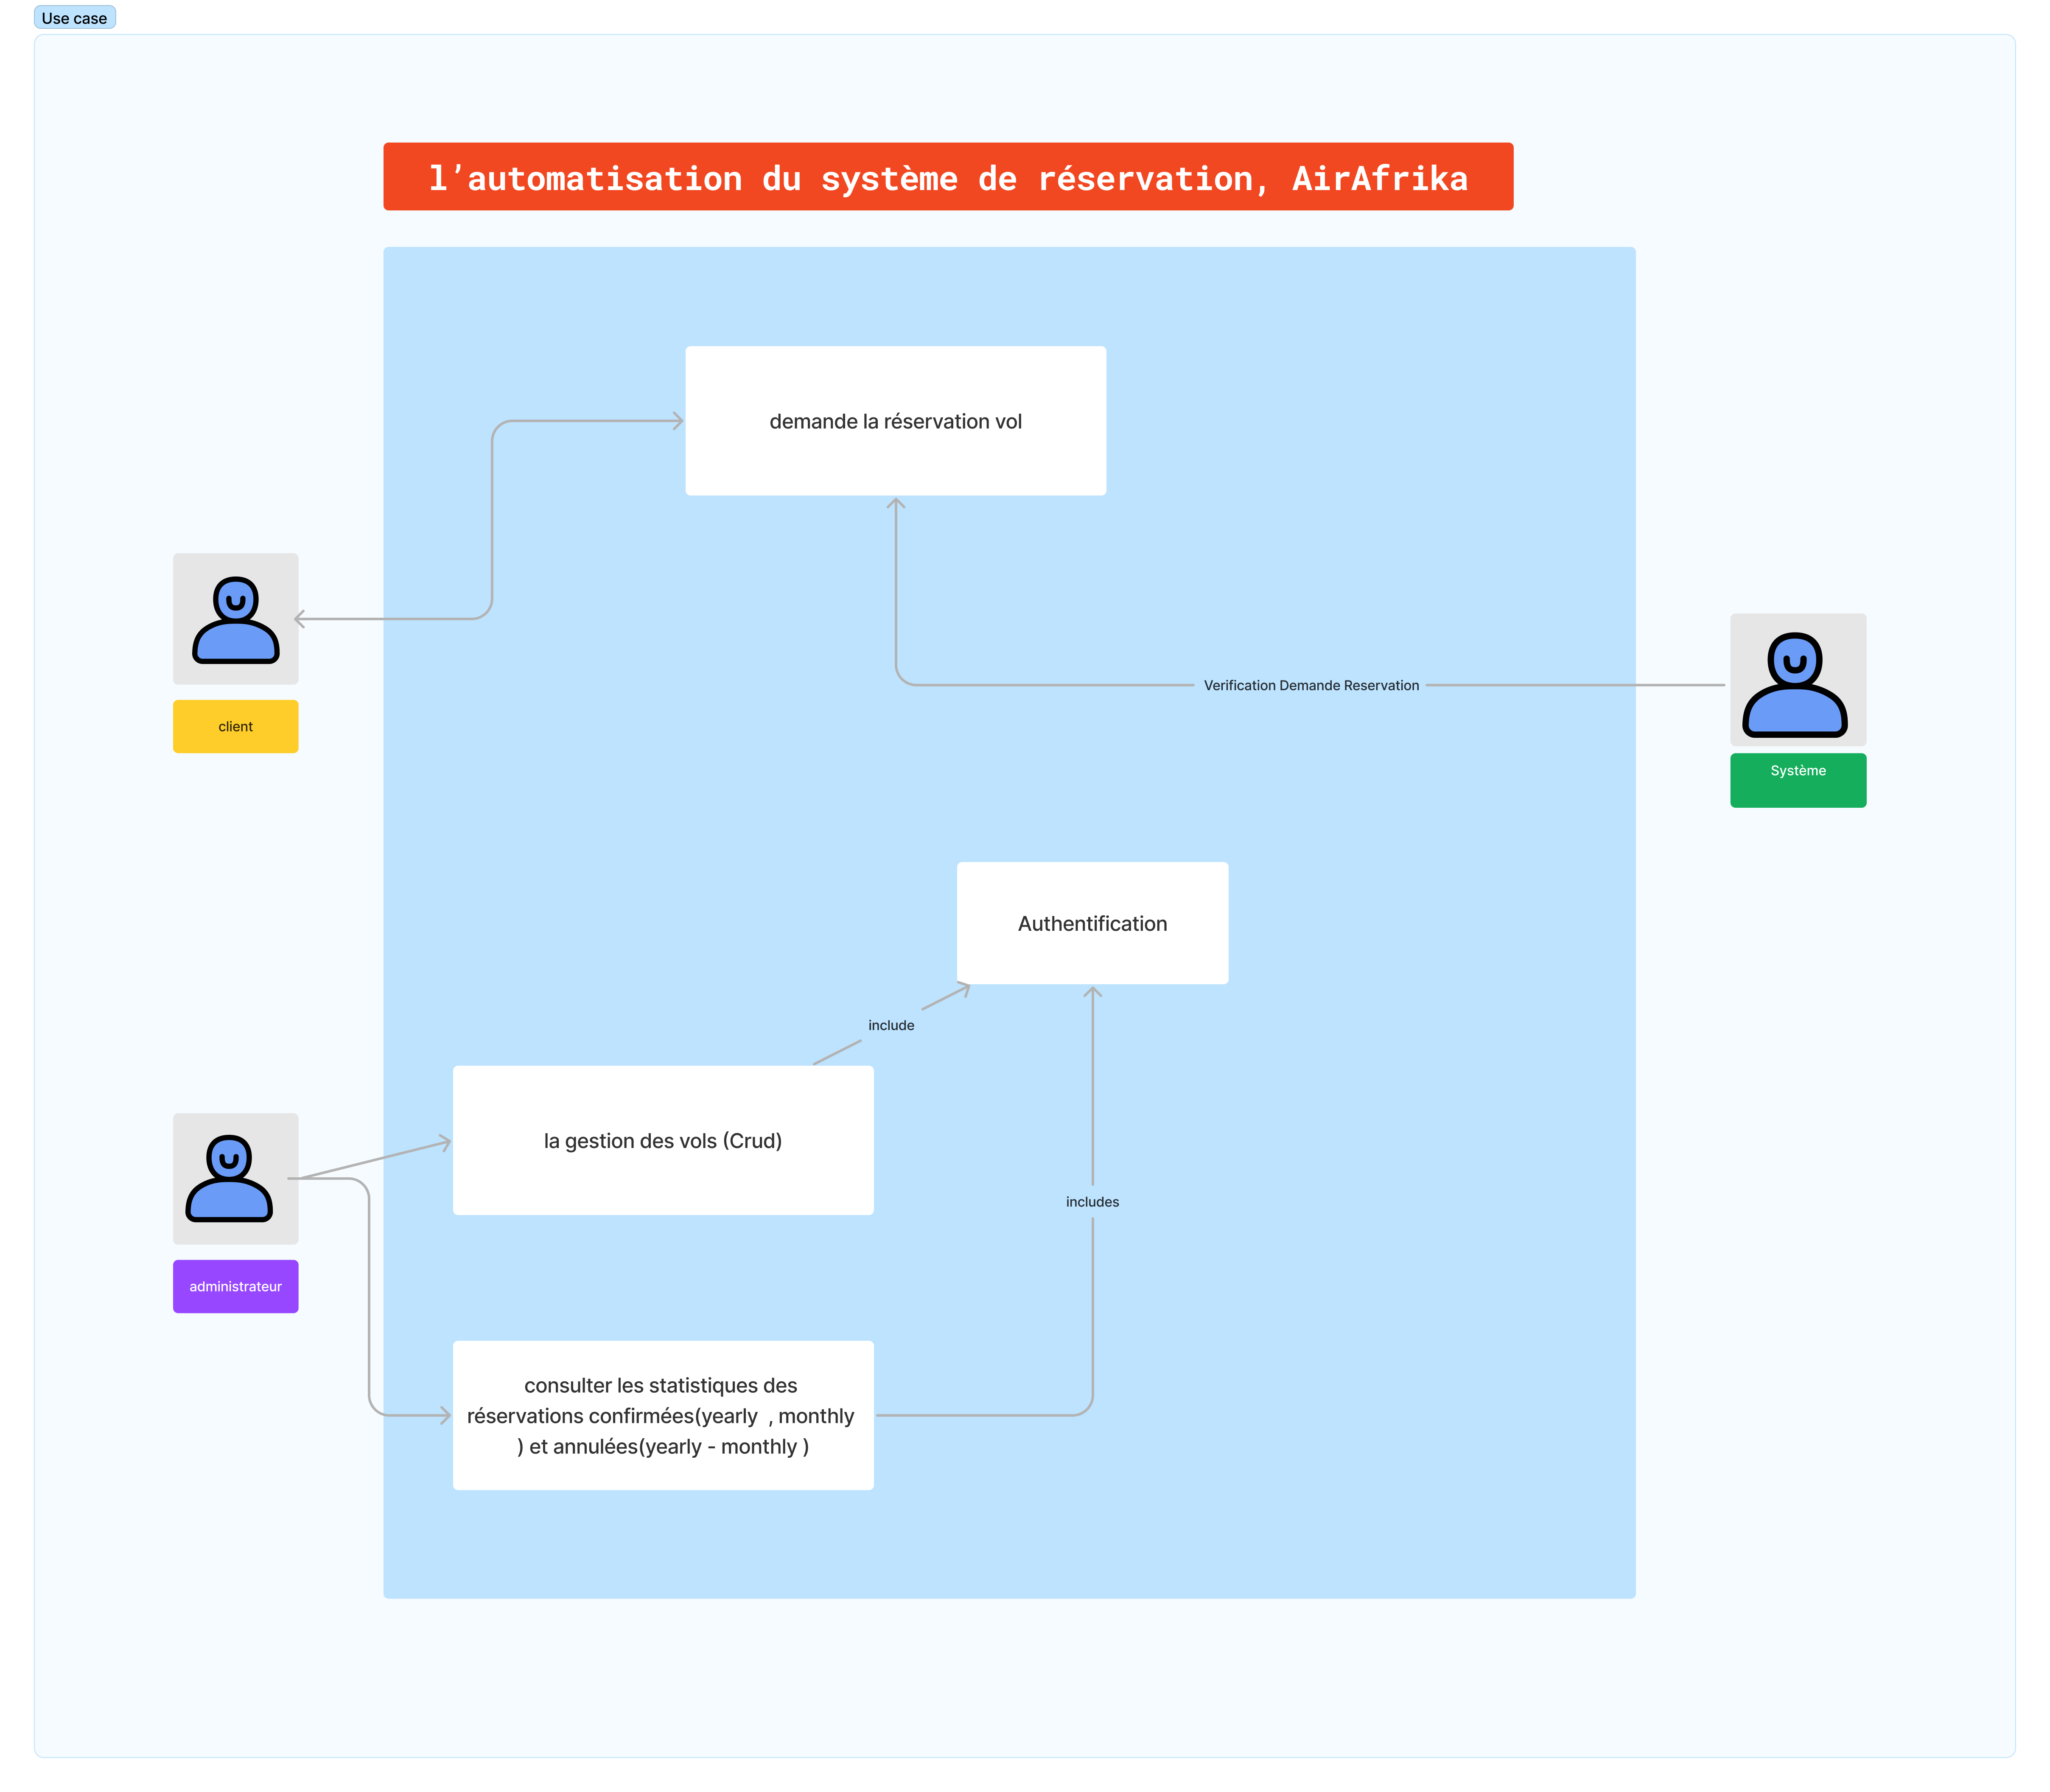 Use case
l’automatisation du système de réservation, AirAfrika
demande la réservation vol
client
Verification Demande Reservation
Système
Authentification
include
la gestion des vols (Crud)
includes
administrateur
consulter les statistiques des
réservations confirmées(yearly , monthly
) et annulées(yearly - monthly )